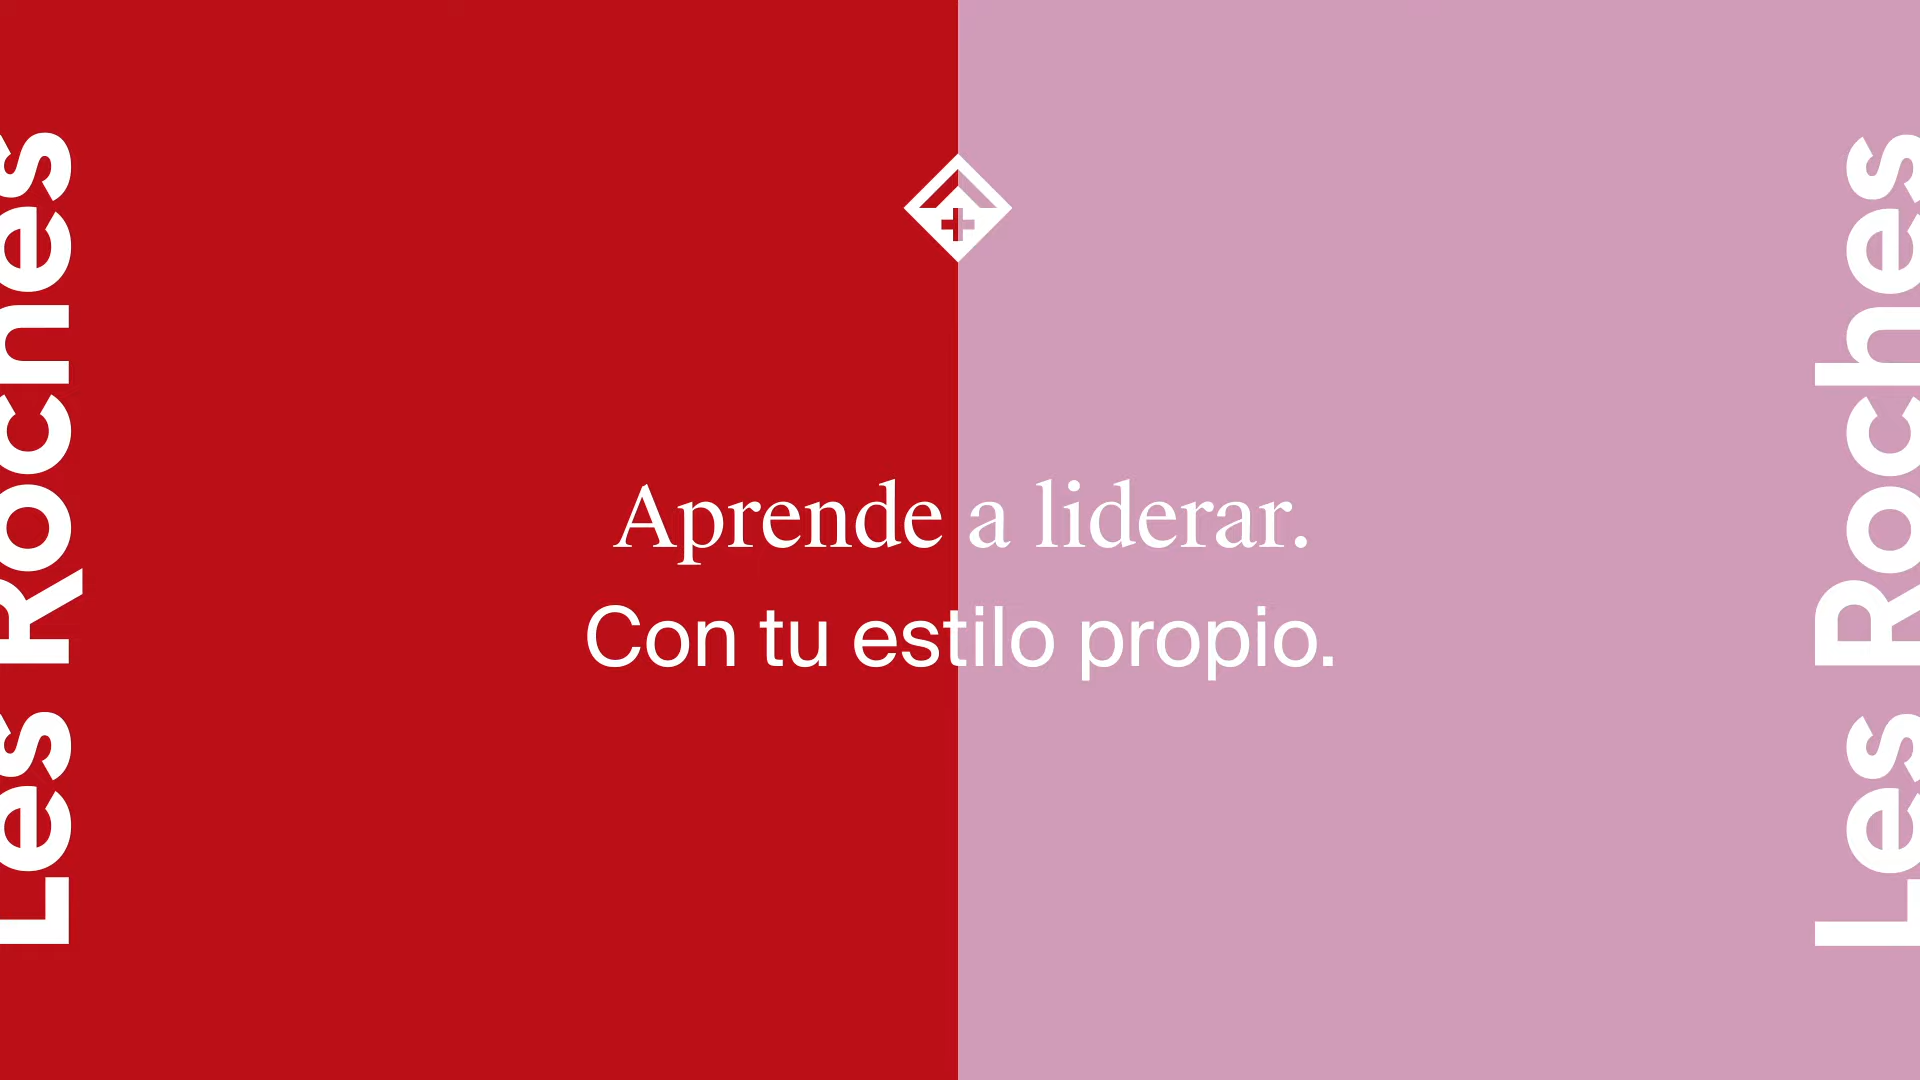 Les Roches
Aprende a liderar.
Con tu estilo propio.
Les Roches